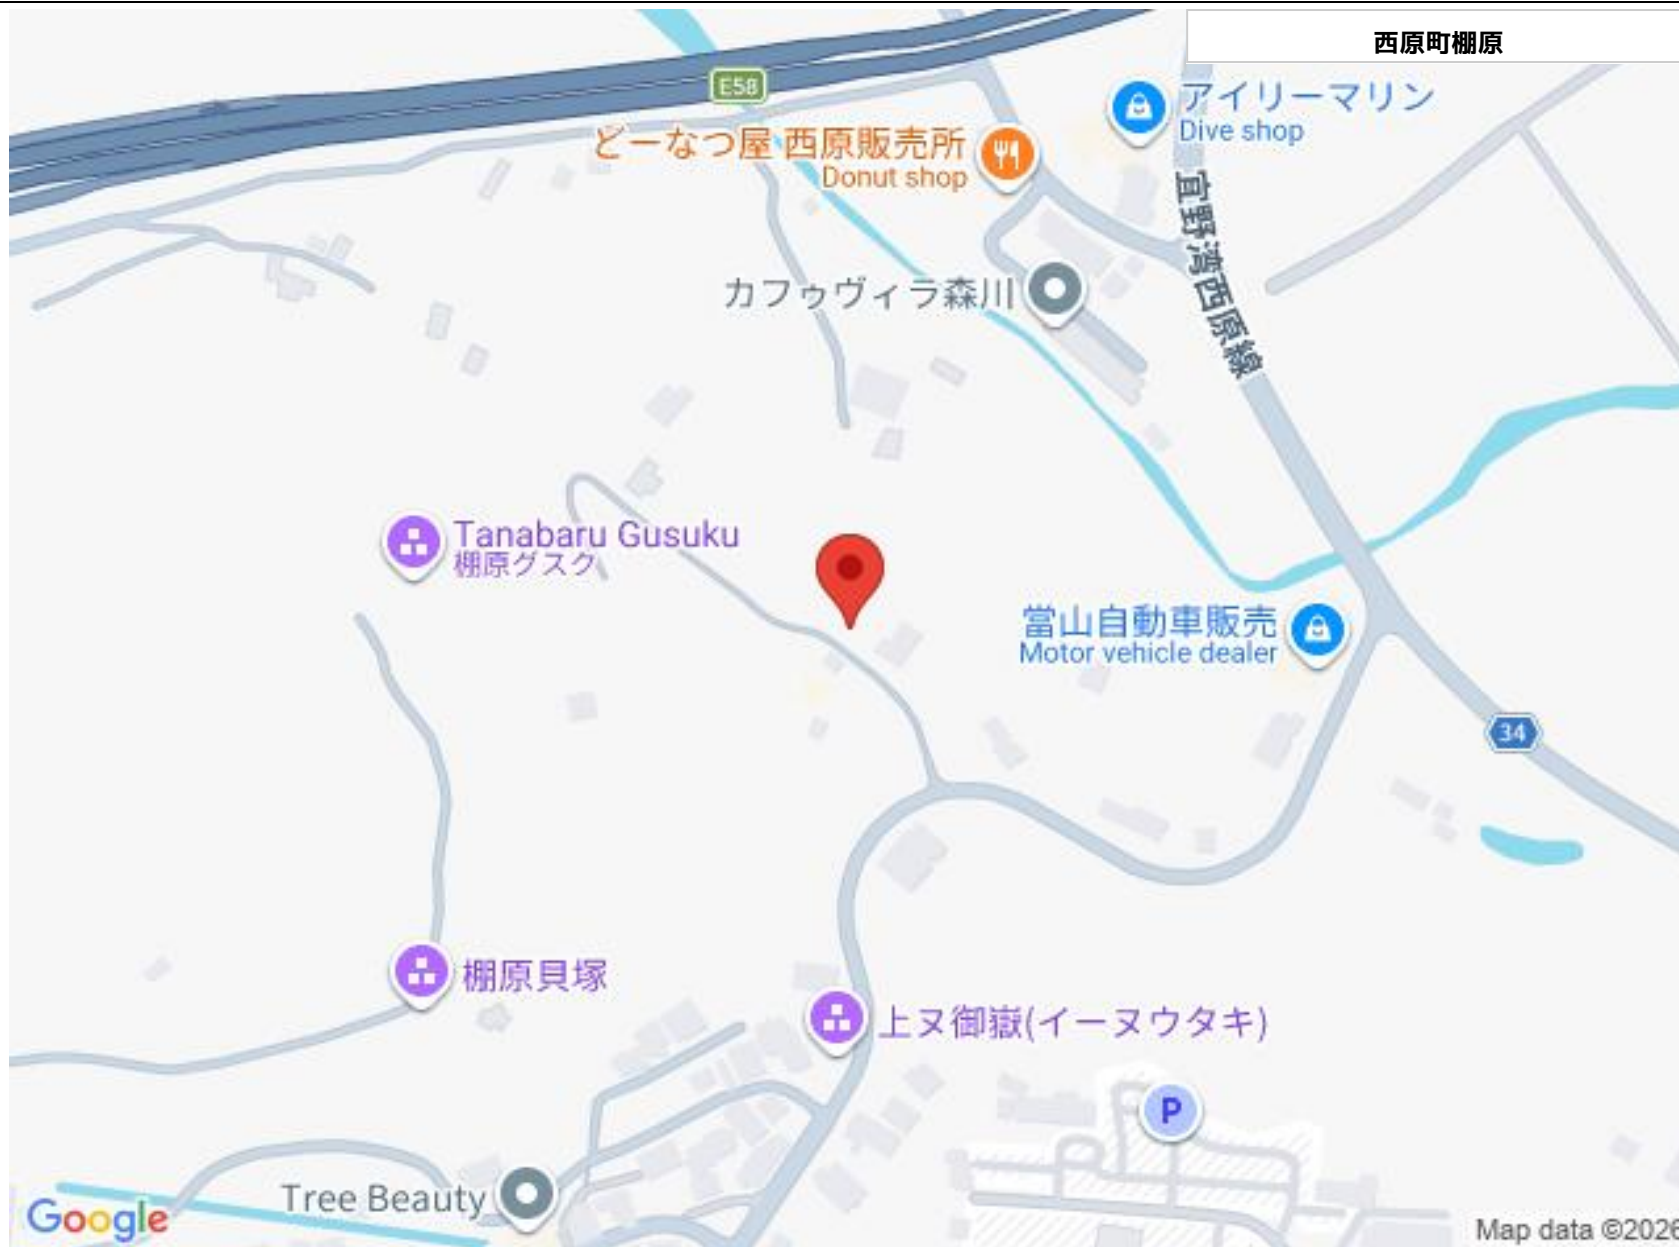 西原町棚原
E58
アイリーマリン
Dive shop
どーなつ屋 西原販売所
Donut shop
宜野湾西原線
カフゥヴィラ森川
Tanabaru Gusuku
棚原グスク
當山自動車販売
Motor vehicle dealer
34
棚原貝塚
上ヌ御嶽(イーヌウタキ)
P
Tree Beauty
Google
Map data ©2026